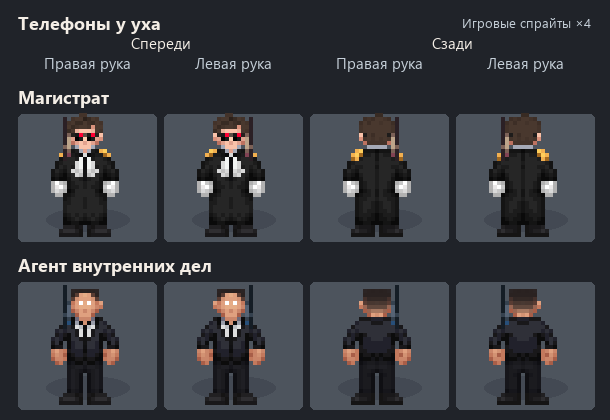 Телефоны у уха
Игровые спрайты ×4
Спереди
Сзади
Правая рука
Левая рука
Правая рука
Левая рука
Магистрат
Агент внутренних дел